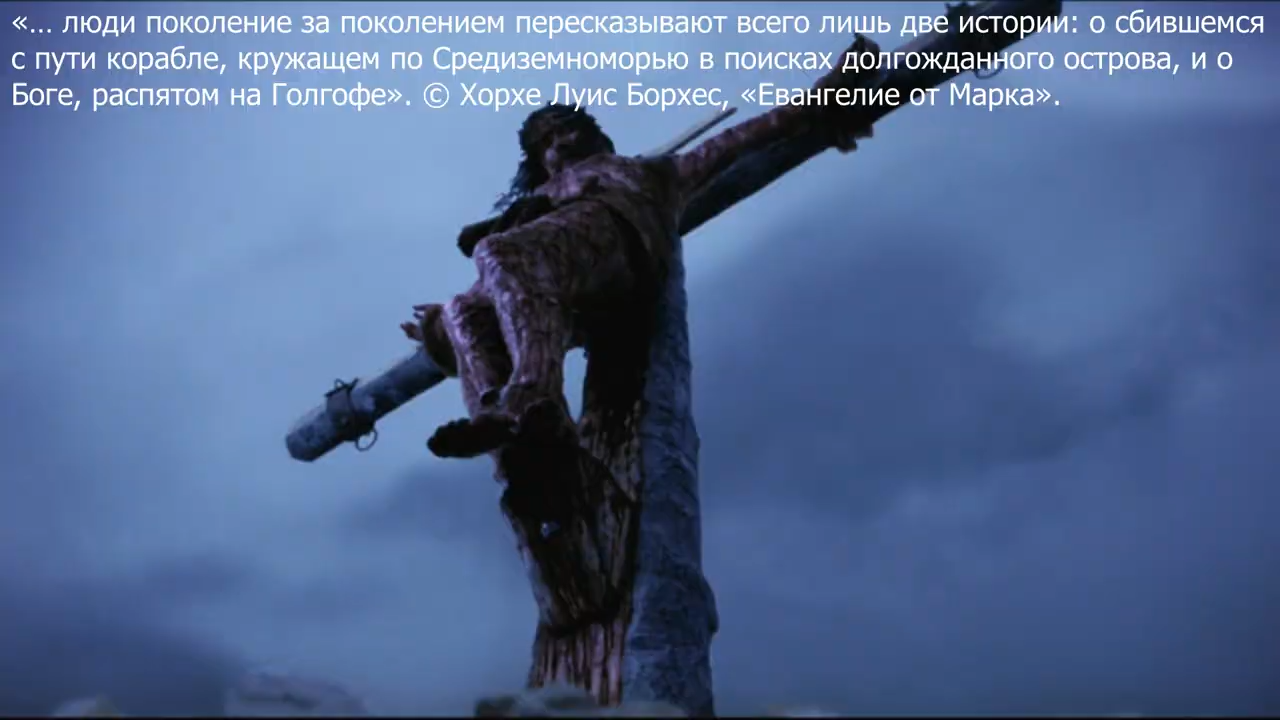 «… люди поколение за поколением пересказывают всего лишь две истории: о сбившемся
с пути корабле, кружащем по Средиземноморью в поисках долгожданного острова, и о
Боге, распятом на Голгофе». © Хорхе Луис Борхес, «Евангелие от Марка».